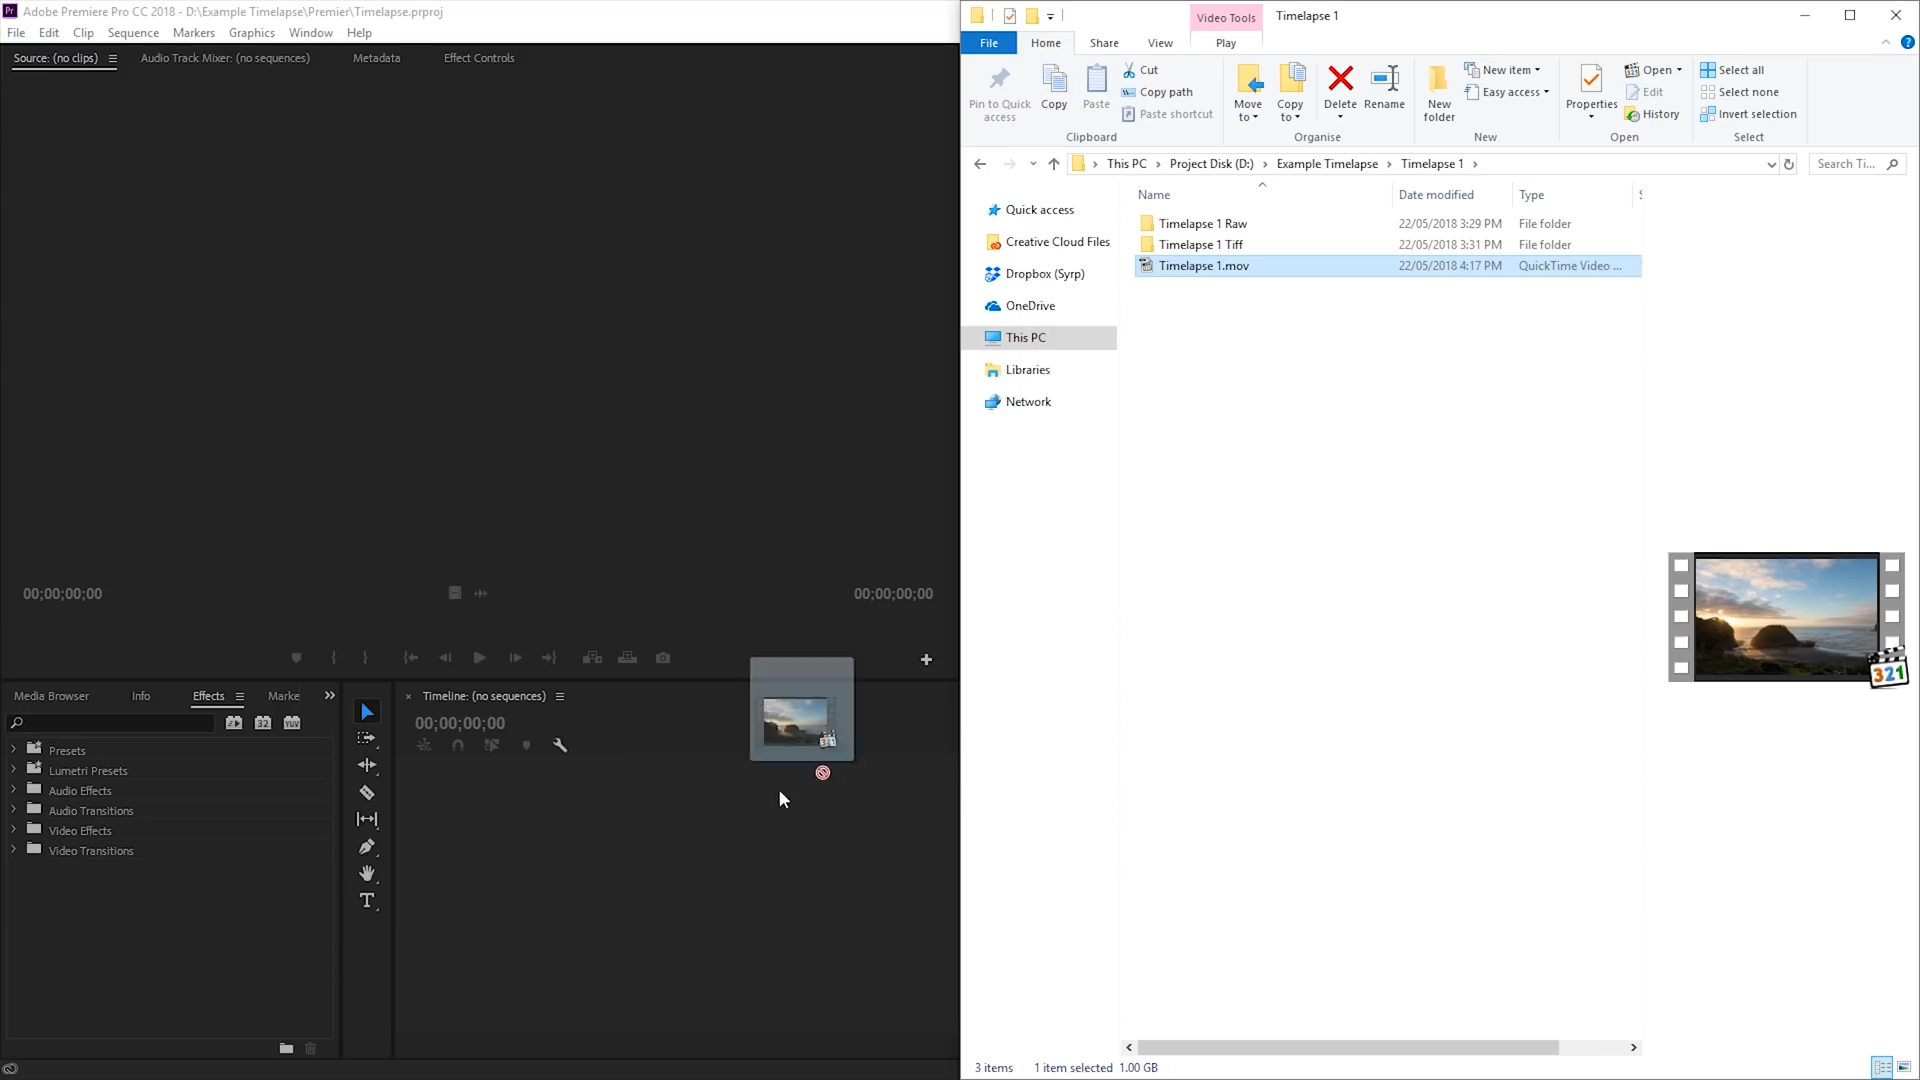 Adobe Premiere Pro CC 2018 - D:\Example Timelapse\Premier\Timelapse.prproj
File Edit Clip Sequence Markers Graphics Window Help
Source: (no clips) Audio Track Mixer: (no sequences) Metadata Effect Controls
00;00;00;00 00;00;00;00
Media Browser Info Effects Marke
Presets
Lumetri Presets
Audio Effects
Audio Transitions
Video Effects
Video Transitions
Timeline: (no sequences)
00;00;00;00
Video Tools Timelapse 1
File Home Share View Play
Pin to Quick access
Copy
Paste
Cut
Copy path
Paste shortcut
Clipboard
Move to
Copy to
Delete
Rename
Organise
New folder
New item
Easy access
New
Properties
Open
Edit
History
Open
Select all
Select none
Invert selection
Select
This PC Project Disk (D:) Example Timelapse Timelapse 1
Search Ti...
Quick access
Creative Cloud Files
Dropbox (Syrp)
OneDrive
This PC
Libraries
Network
Name Date modified Type
Timelapse 1 Raw 22/05/2018 3:29 PM File folder
Timelapse 1 Tiff 22/05/2018 3:31 PM File folder
Timelapse 1.mov 22/05/2018 4:17 PM QuickTime Video ...
321
3 items 1 item selected 1.00 GB